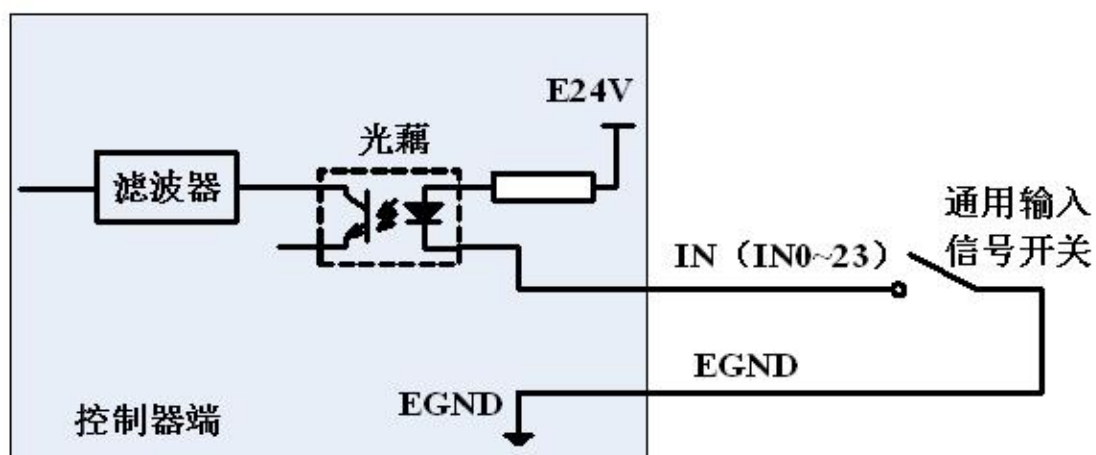 E24V
光藕
滤波器
通用输入
信号开关
IN（IN0~23）
EGND
EGND
控制器端